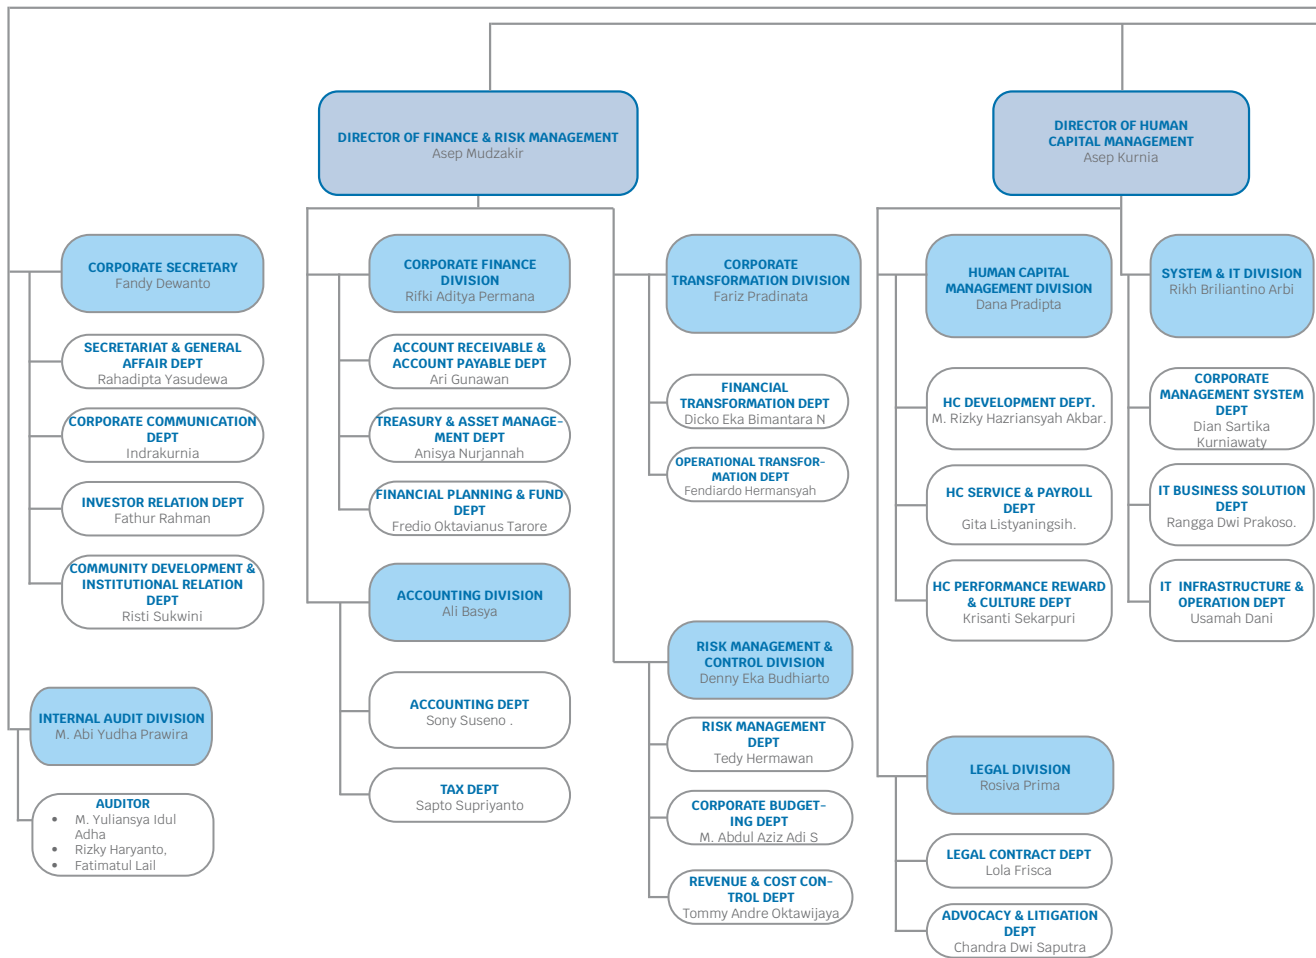 DIRECTOR OF FINANCE & RISK MANAGEMENT
Asep Mudzakir
DIRECTOR OF HUMAN
CAPITAL MANAGEMENT
Asep Kurnia
CORPORATE SECRETARY
Fandy Dewanto
SECRETARIAT & GENERAL
AFFAIR DEPT
Rahadipta Yasudewa
CORPORATE COMMUNICATION
DEPT
Indrakurnia
INVESTOR RELATION DEPT
Fathur Rahman
COMMUNITY DEVELOPMENT &
INSTITUTIONAL RELATION
DEPT
Risti Sukwini
INTERNAL AUDIT DIVISION
M. Abi Yudha Prawira
AUDITOR
• M. Yuliansya Idul
Adha
• Rizky Haryanto,
• Fatimatul Lail
CORPORATE FINANCE
DIVISION
Rifki Aditya Permana
ACCOUNT RECEIVABLE &
ACCOUNT PAYABLE DEPT
Ari Gunawan
TREASURY & ASSET MANAGE-
MENT DEPT
Anisya Nurjannah
FINANCIAL PLANNING & FUND
DEPT
Fredio Oktavianus Tarore
ACCOUNTING DIVISION
Ali Basya
ACCOUNTING DEPT
Sony Suseno .
TAX DEPT
Sapto Supriyanto
CORPORATE
TRANSFORMATION DIVISION
Fariz Pradinata
FINANCIAL
TRANSFORMATION DEPT
Dicko Eka Bimantara N
OPERATIONAL TRANSFOR-
MATION DEPT
Fendiardo Hermansyah
RISK MANAGEMENT &
CONTROL DIVISION
Denny Eka Budhiarto
RISK MANAGEMENT
DEPT
Tedy Hermawan
CORPORATE BUDGET-
ING DEPT
M. Abdul Aziz Adi S
REVENUE & COST CON-
TROL DEPT
Tommy Andre Oktawijaya
HUMAN CAPITAL
MANAGEMENT DIVISION
Dana Pradipta
HC DEVELOPMENT DEPT.
M. Rizky Hazriansyah Akbar.
HC SERVICE & PAYROLL
DEPT
Gita Listyaningsih.
HC PERFORMANCE REWARD
& CULTURE DEPT
Krisanti Sekarpuri
LEGAL DIVISION
Rosiva Prima
LEGAL CONTRACT DEPT
Lola Frisca
ADVOCACY & LITIGATION
DEPT
Chandra Dwi Saputra
SYSTEM & IT DIVISION
Rikh Briliantino Arbi
CORPORATE
MANAGEMENT SYSTEM
DEPT
Dian Sartika
Kurniawaty
IT BUSINESS SOLUTION
DEPT
Rangga Dwi Prakoso.
IT INFRASTRUCTURE &
OPERATION DEPT
Usamah Dani